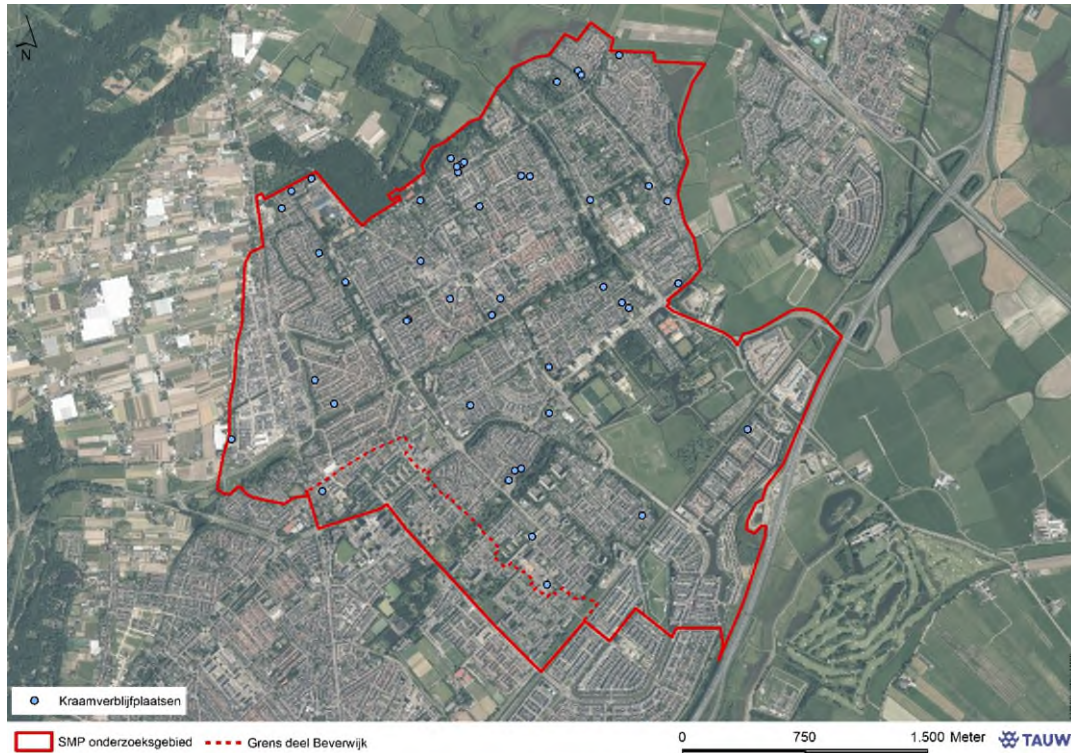 N
Kraamverblijfplaatsen
SMP onderzoeksgebied
Grens deel Beverwijk
0 750 1.500 Meter
TAUW